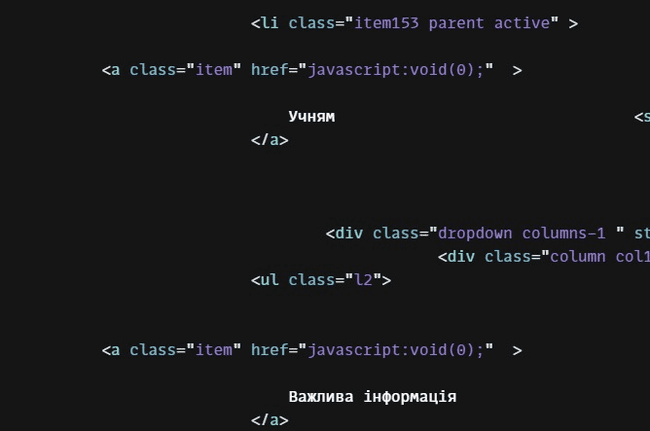 <li class="item153 parent active" >
<a class="item" href="javascript:void(0);"  >
Учням <s
</a>
<div class="dropdown columns-1 " st
<div class="column col1
<ul class="l2">
<a class="item" href="javascript:void(0);"  >
Важлива інформація
</a>